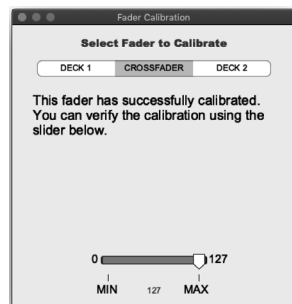 Fader Calibration
Select Fader to Calibrate
DECK 1 CROSSFADER DECK 2
This fader has successfully calibrated.
You can verify the calibration using the
slider below.
0 127
MIN 127 MAX